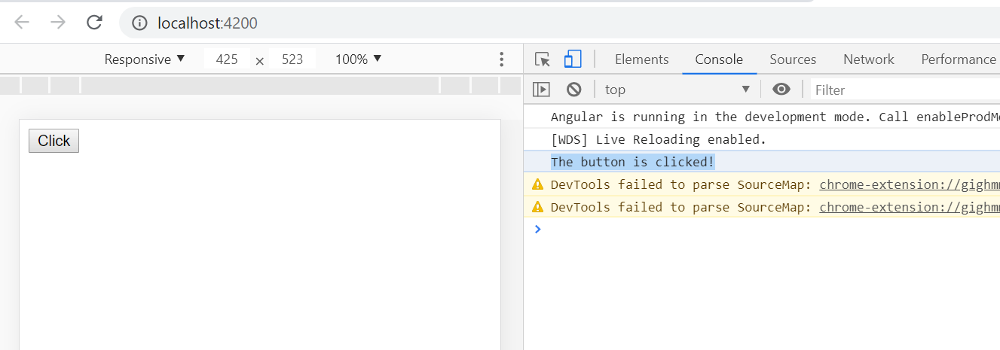 localhost:4200
Responsive ▼ 425 × 523 100% ▼
Elements Console Sources Network Performance
top ▼ Filter
Click
Angular is running in the development mode. Call enableProdMo
[WDS] Live Reloading enabled.
The button is clicked!
DevTools failed to parse SourceMap: chrome-extension://gighm
DevTools failed to parse SourceMap: chrome-extension://gighm